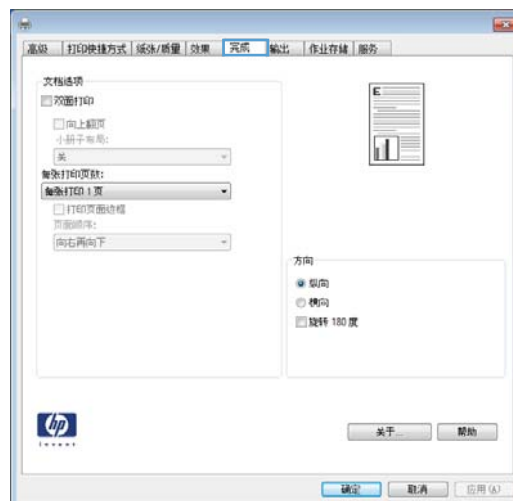 高级 打印快捷方式 纸张/质量 效果 完成 输出 作业存储 服务
文档选项
双面打印
向上翻页
小册子布局:
关
每张打印页数:
每张打印 1 页
打印页面边框
页面顺序:
向右再向下
E
方向
纵向
横向
旋转 180 度
hp
invent
关于... 帮助
确定 取消 应用 (A)